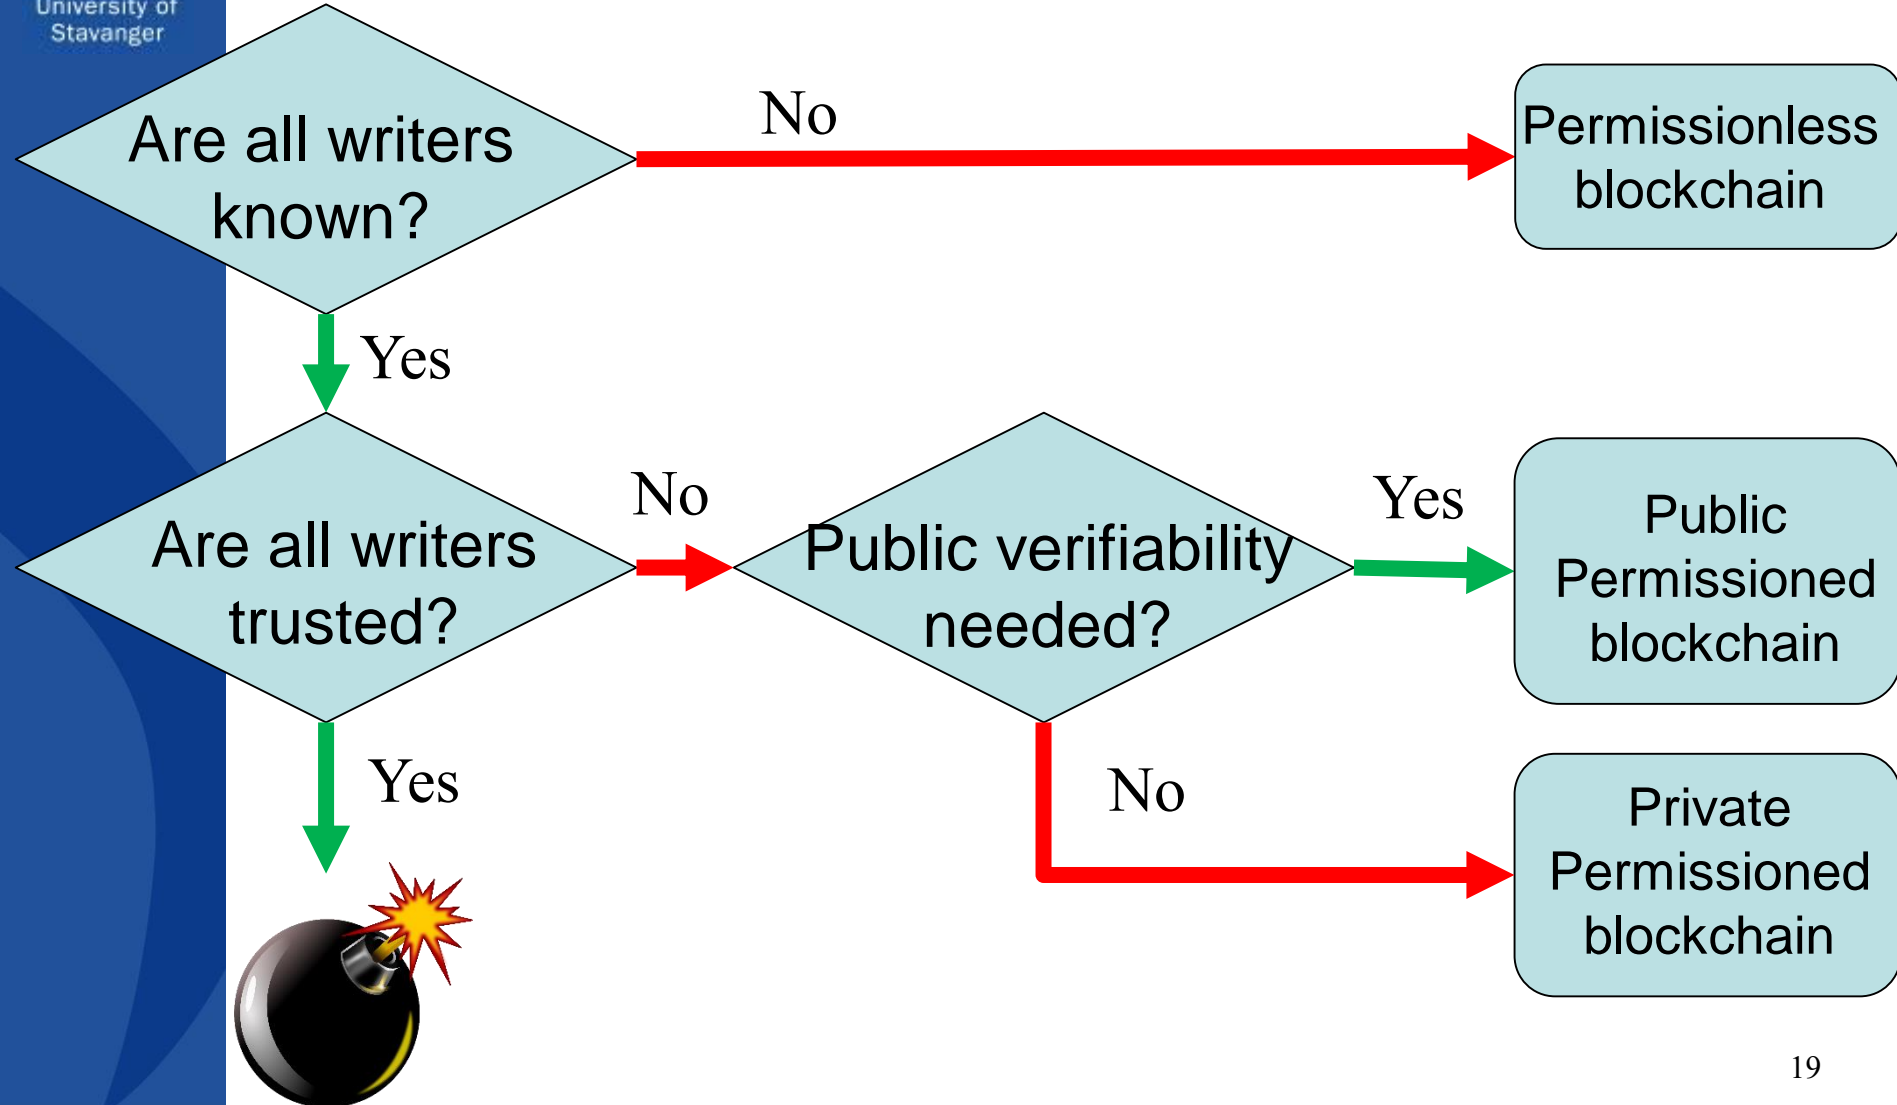 University of
Stavanger
Are all writers
known?
No
Permissionless
blockchain
Yes
Are all writers
trusted?
No
Public verifiability
needed?
Yes
Public
Permissioned
blockchain
Yes
No
Private
Permissioned
blockchain
19